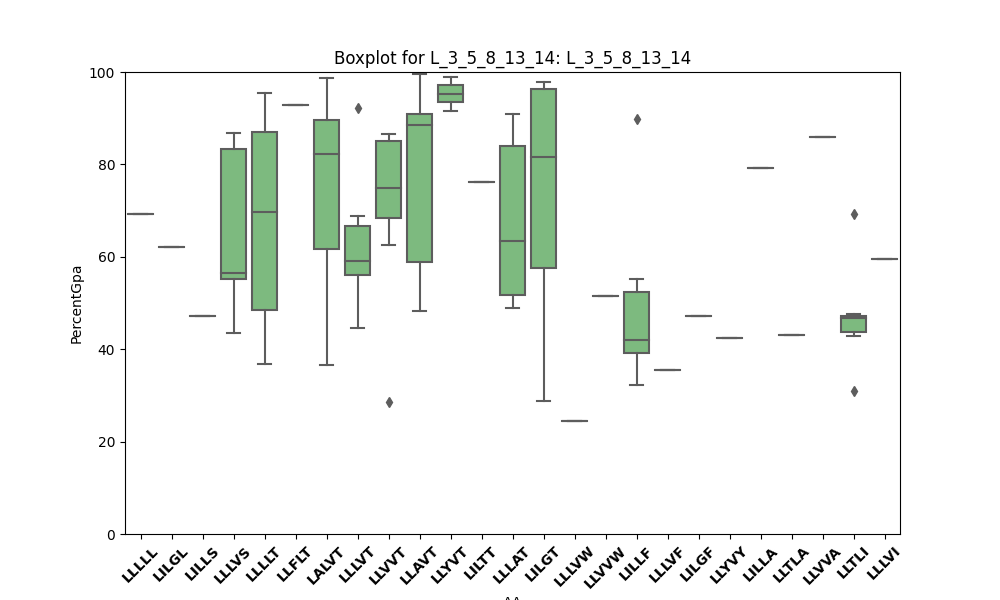 Boxplot for L_3_5_8_13_14: L_3_5_8_13_14
PercentGpa
100
80
60
40
20
0
LLLLL LILGL LILLS LLLVS LLLLT LLFLT LALVT LLLVT LLVVT LLAVT LLYVT LILTT LLLAT LILGT LLLVW LLVVW LILLF LLLVF LILGF LLYVY LILLA LLTLA LLVVA LLTLI LLLVI